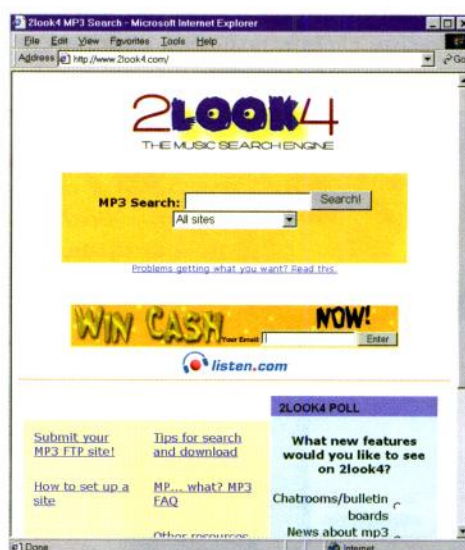 2look4 MP3 Search - Microsoft Internet Explorer
File Edit View Favorites Tools Help
Address http://www.2look4.com/ Go
2LOOK4
THE MUSIC SEARCH ENGINE
MP3 Search: Search!
All sites
Problems getting what you want? Read this.
WIN CASH Your Email NOW! Enter
listen.com
2LOOK4 POLL
Submit your
MP3 FTP site!
How to set up a
site
Tips for search
and download
MP... what? MP3
FAQ
Other resources
What new features
would you like to see
on 2look4?
Chatrooms/bulletin
boards
News about mp3
Done Internet